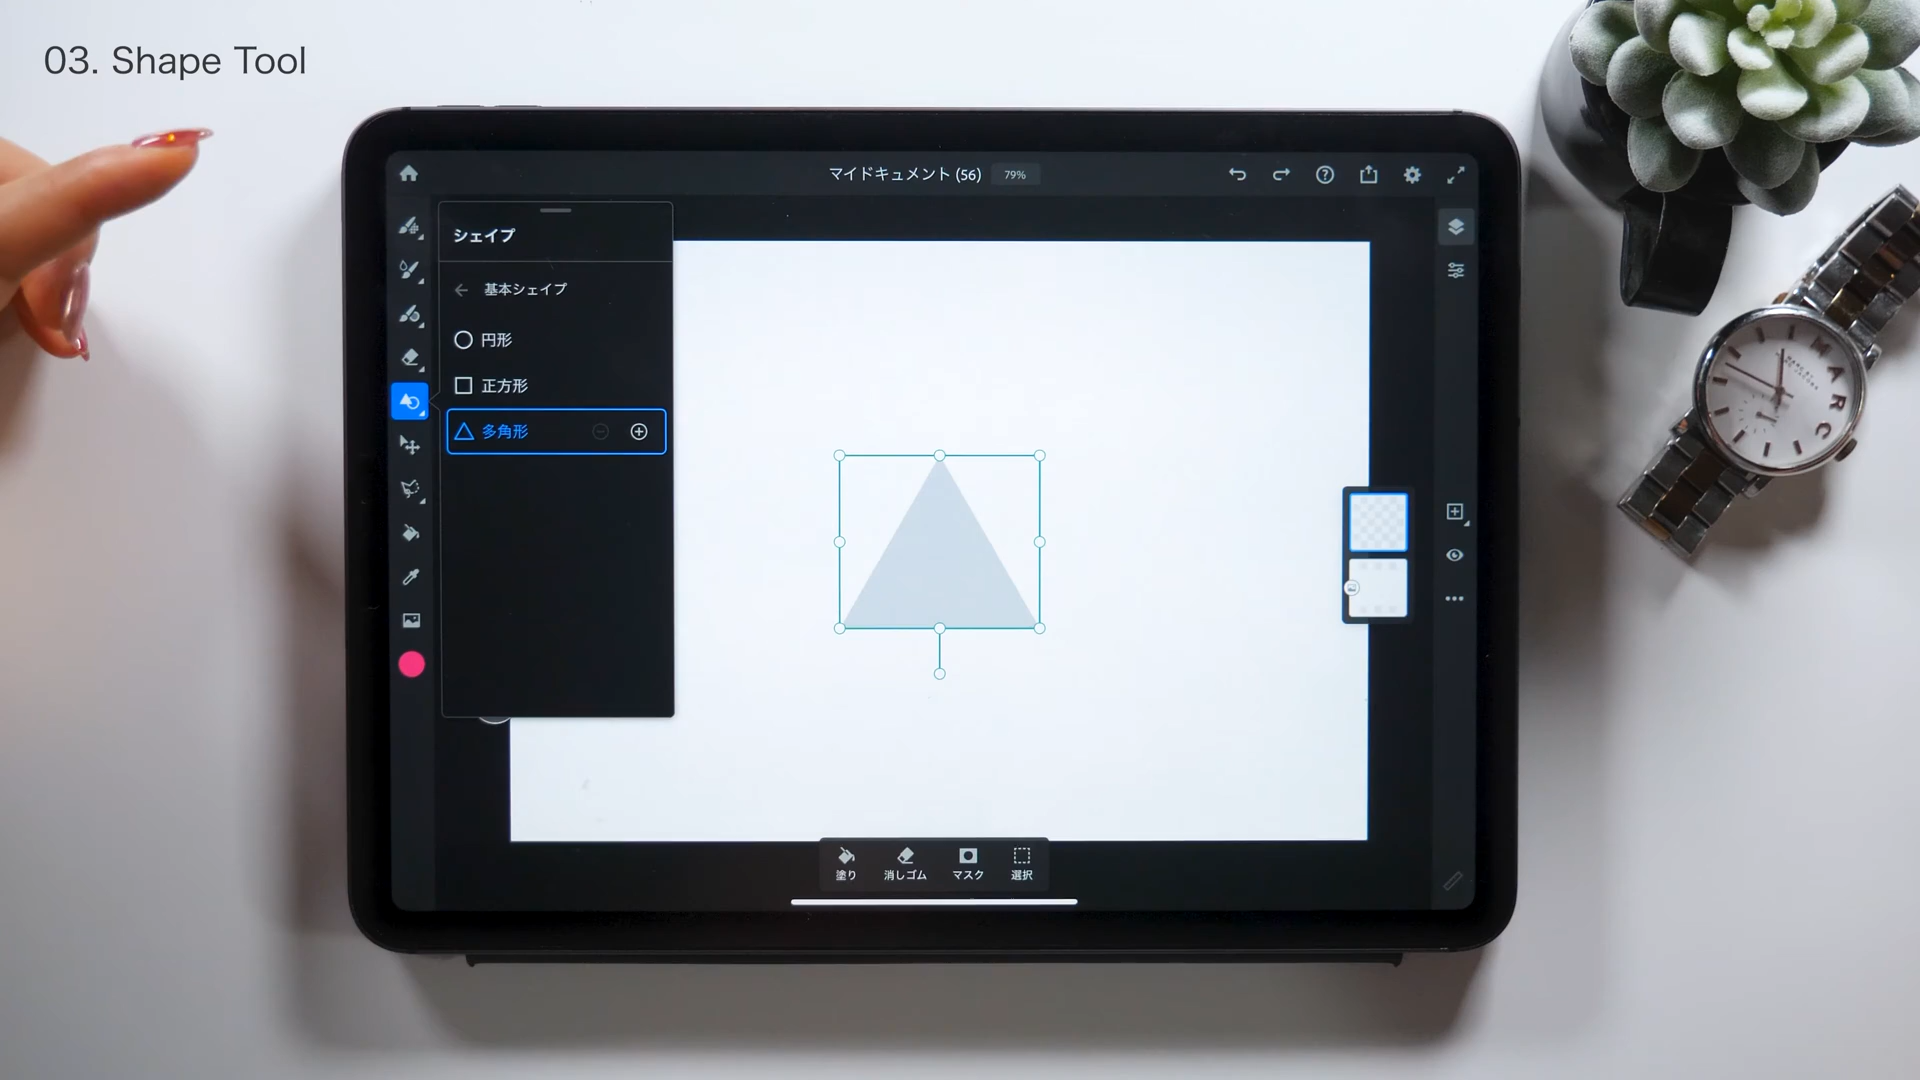 03. Shape Tool
マイドキュメント (56)
79%
シェイプ
基本シェイプ
円形
正方形
多角形
塗り
消しゴム
マスク
選択
MARC